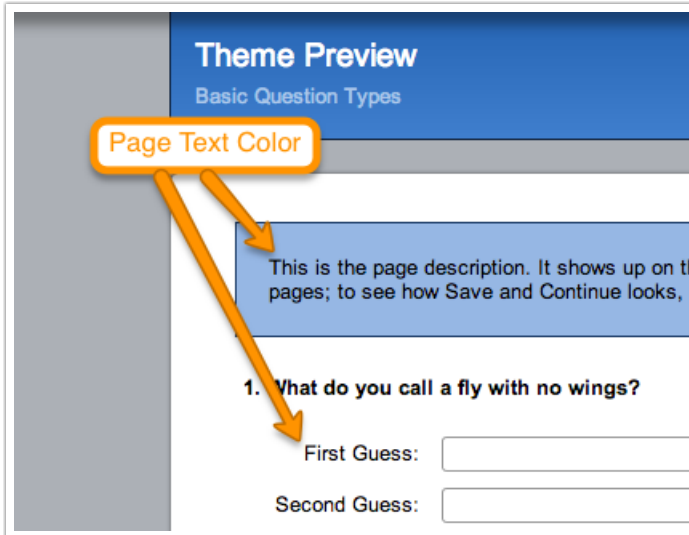 Theme Preview
Basic Question Types
Page Text Color
This is the page description. It shows up on
pages; to see how Save and Continue looks,
1. What do you call a fly with no wings?
First Guess:
Second Guess: